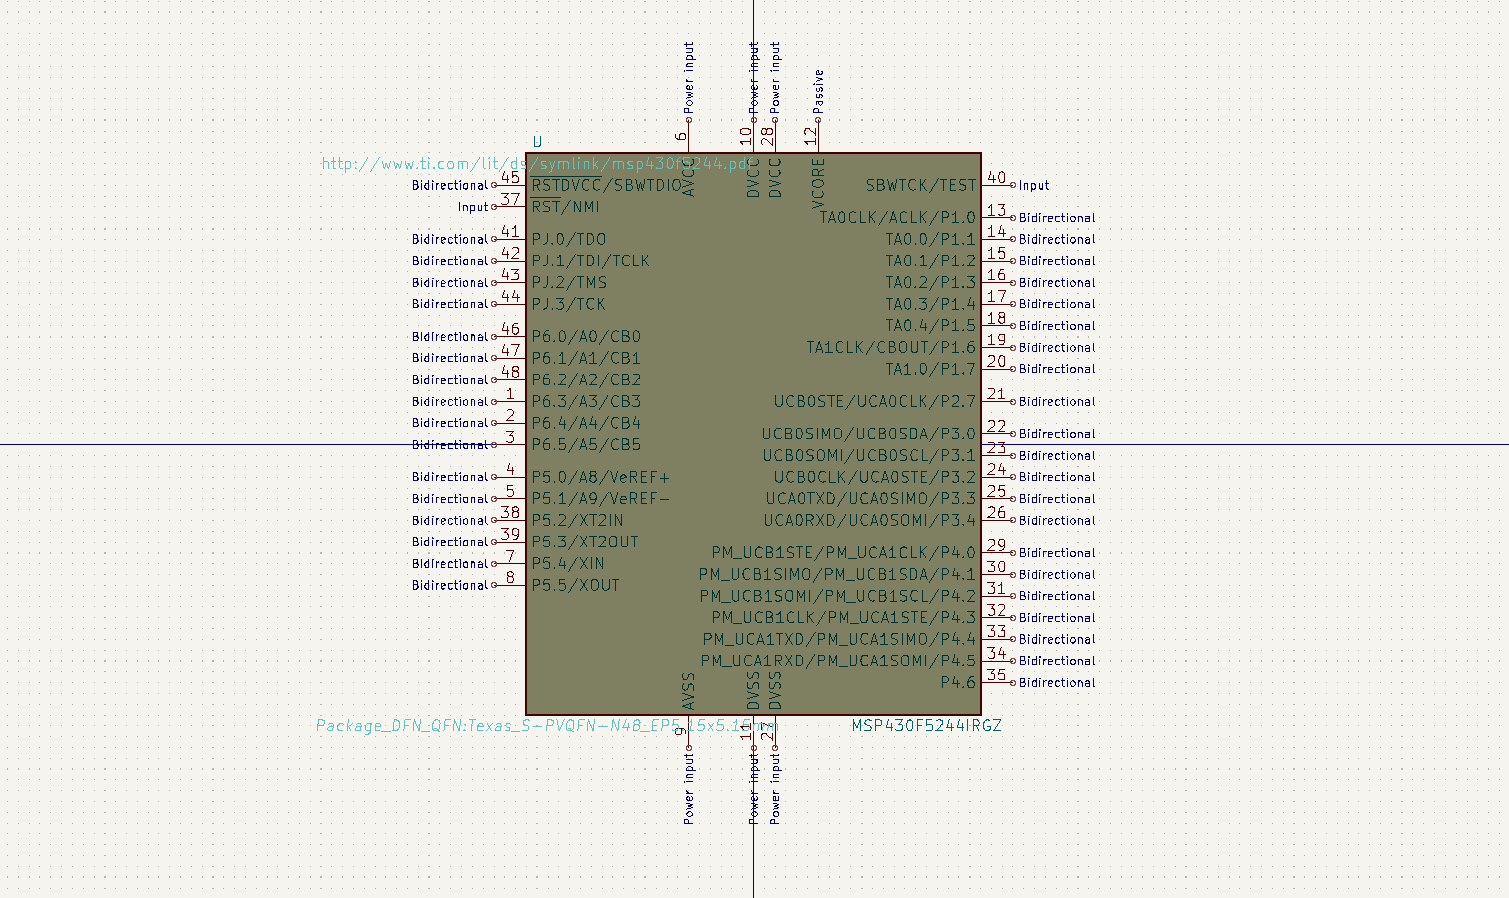 Power input
Power input
Power input
Passive
6
10
28
12
U
http://www.ti.com/lit/ds/symlink/msp430f5244.pdf
AVCC
DVCC
DVCC
VCORE
Bidirectional 45 RSTDVCC/SBWTDIO
Input 37 RST/NMI
Bidirectional 41 PJ.0/TDO
Bidirectional 42 PJ.1/TDI/TCLK
Bidirectional 43 PJ.2/TMS
Bidirectional 44 PJ.3/TCK
Bidirectional 46 P6.0/A0/CB0
Bidirectional 47 P6.1/A1/CB1
Bidirectional 48 P6.2/A2/CB2
Bidirectional 1 P6.3/A3/CB3
Bidirectional 2 P6.4/A4/CB4
Bidirectional 3 P6.5/A5/CB5
Bidirectional 4 P5.0/A8/VeREF+
Bidirectional 5 P5.1/A9/VeREF-
Bidirectional 38 P5.2/XT2IN
Bidirectional 39 P5.3/XT2OUT
Bidirectional 7 P5.4/XIN
Bidirectional 8 P5.5/XOUT
SBWTCK/TEST 40 Input
TA0CLK/ACLK/P1.0 13 Bidirectional
TA0.0/P1.1 14 Bidirectional
TA0.1/P1.2 15 Bidirectional
TA0.2/P1.3 16 Bidirectional
TA0.3/P1.4 17 Bidirectional
TA0.4/P1.5 18 Bidirectional
TA1CLK/CBOUT/P1.6 19 Bidirectional
TA1.0/P1.7 20 Bidirectional
UCB0STE/UCA0CLK/P2.7 21 Bidirectional
UCB0SIMO/UCB0SDA/P3.0 22 Bidirectional
UCB0SOMI/UCB0SCL/P3.1 23 Bidirectional
UCB0CLK/UCA0STE/P3.2 24 Bidirectional
UCA0TXD/UCA0SIMO/P3.3 25 Bidirectional
UCA0RXD/UCA0SOMI/P3.4 26 Bidirectional
PM_UCB1STE/PM_UCA1CLK/P4.0 29 Bidirectional
PM_UCB1SIMO/PM_UCB1SDA/P4.1 30 Bidirectional
PM_UCB1SOMI/PM_UCB1SCL/P4.2 31 Bidirectional
PM_UCB1CLK/PM_UCA1STE/P4.3 32 Bidirectional
PM_UCA1TXD/PM_UCA1SIMO/P4.4 33 Bidirectional
PM_UCA1RXD/PM_UCA1SOMI/P4.5 34 Bidirectional
P4.6 35 Bidirectional
AVSS
DVSS
DVSS
Package_DFN_QFN:Texas_S-PVQFN-N48_EP5.15x5.15mm
MSP430F5244IRGZ
9
11
27
Power input
Power input
Power input